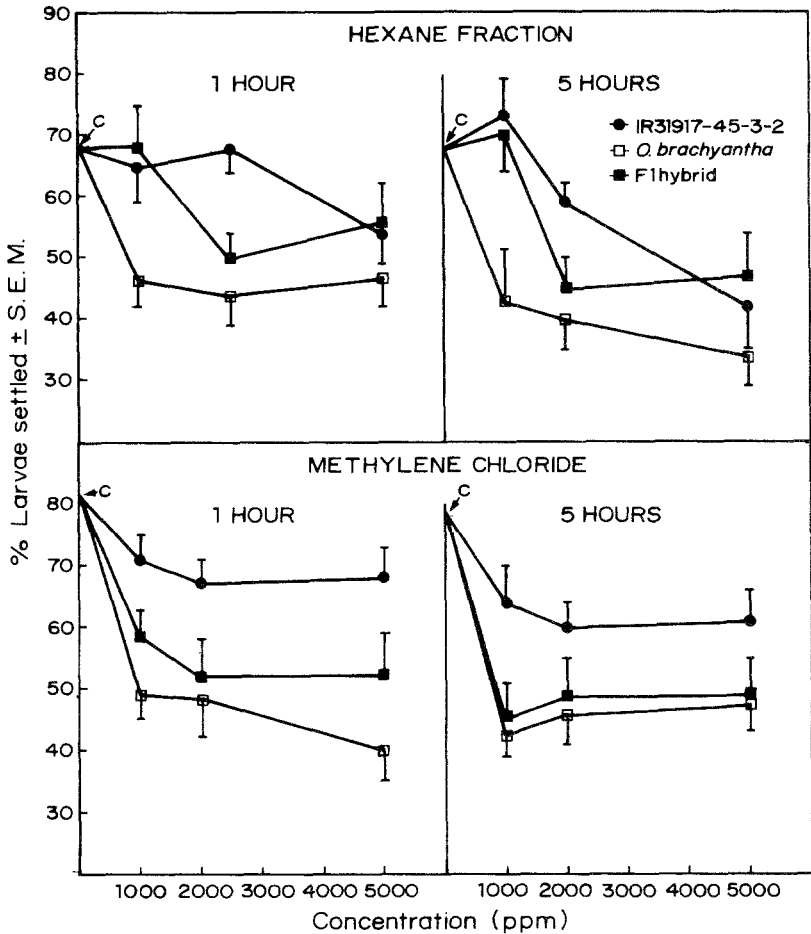 HEXANE FRACTION
1 HOUR
5 HOURS
C
C
IR31917-45-3-2
O. brachyantha
F1hybrid
90
80
70
60
50
40
30
METHYLENE CHLORIDE
1 HOUR
5 HOURS
C
C
80
70
60
50
40
30
% Larvae settled ± S.E.M.
1000 2000 3000 4000 5000
1000 2000 3000 4000 5000
Concentration (ppm)